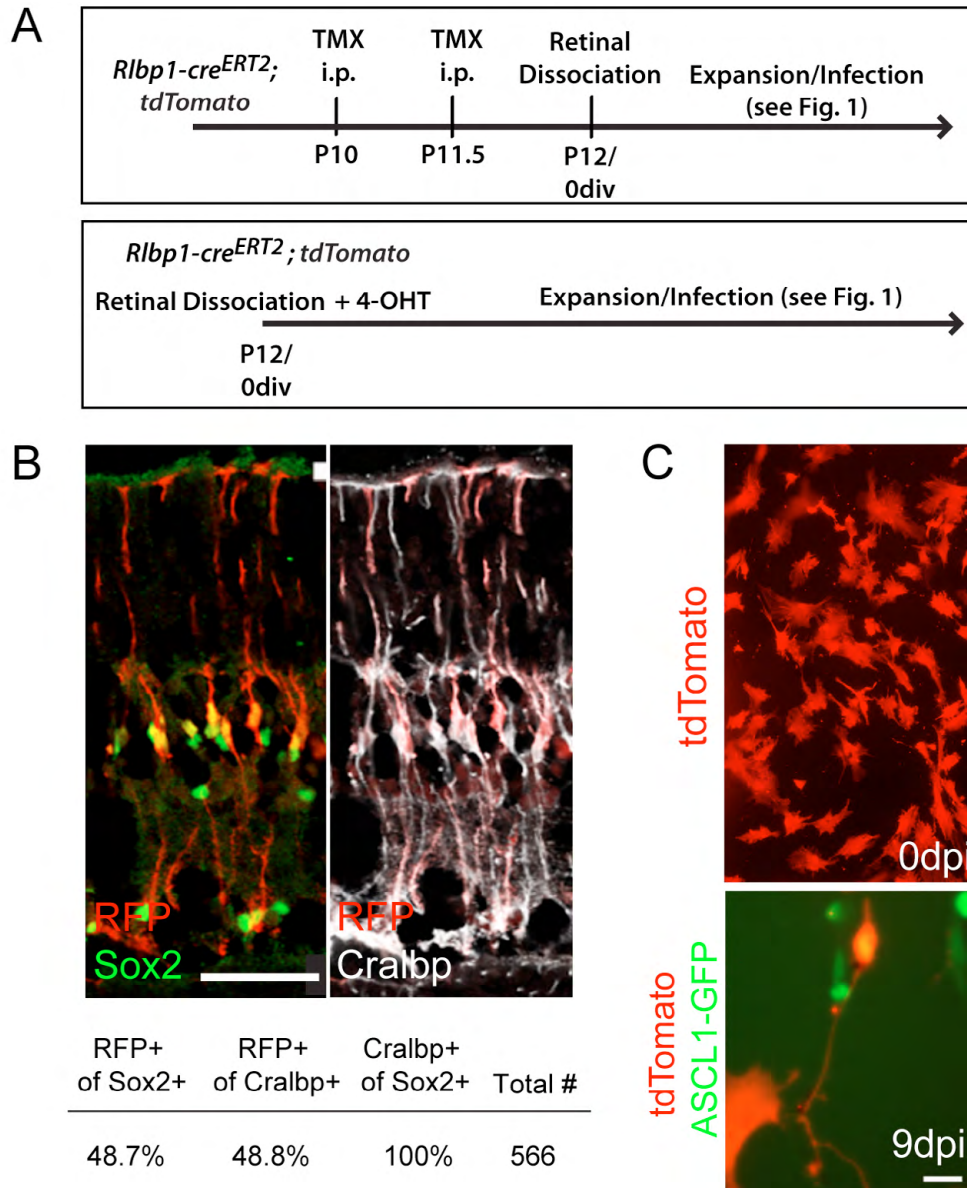 A
Rlbp1-creERT2;
tdTomato
TMX
i.p.
TMX
i.p.
Retinal
Dissociation
Expansion/Infection
(see Fig. 1)
P10
P11.5
P12/
0div
Rlbp1-creERT2; tdTomato
Retinal Dissociation + 4-OHT
Expansion/Infection (see Fig. 1)
P12/
0div
B
RFP
Sox2
RFP
Cralbp
RFP+
of Sox2+
RFP+
of Cralbp+
Cralbp+
of Sox2+
Total #
48.7%
48.8%
100%
566
C
tdTomato
0dpi
tdTomato
ASCL1-GFP
9dpi